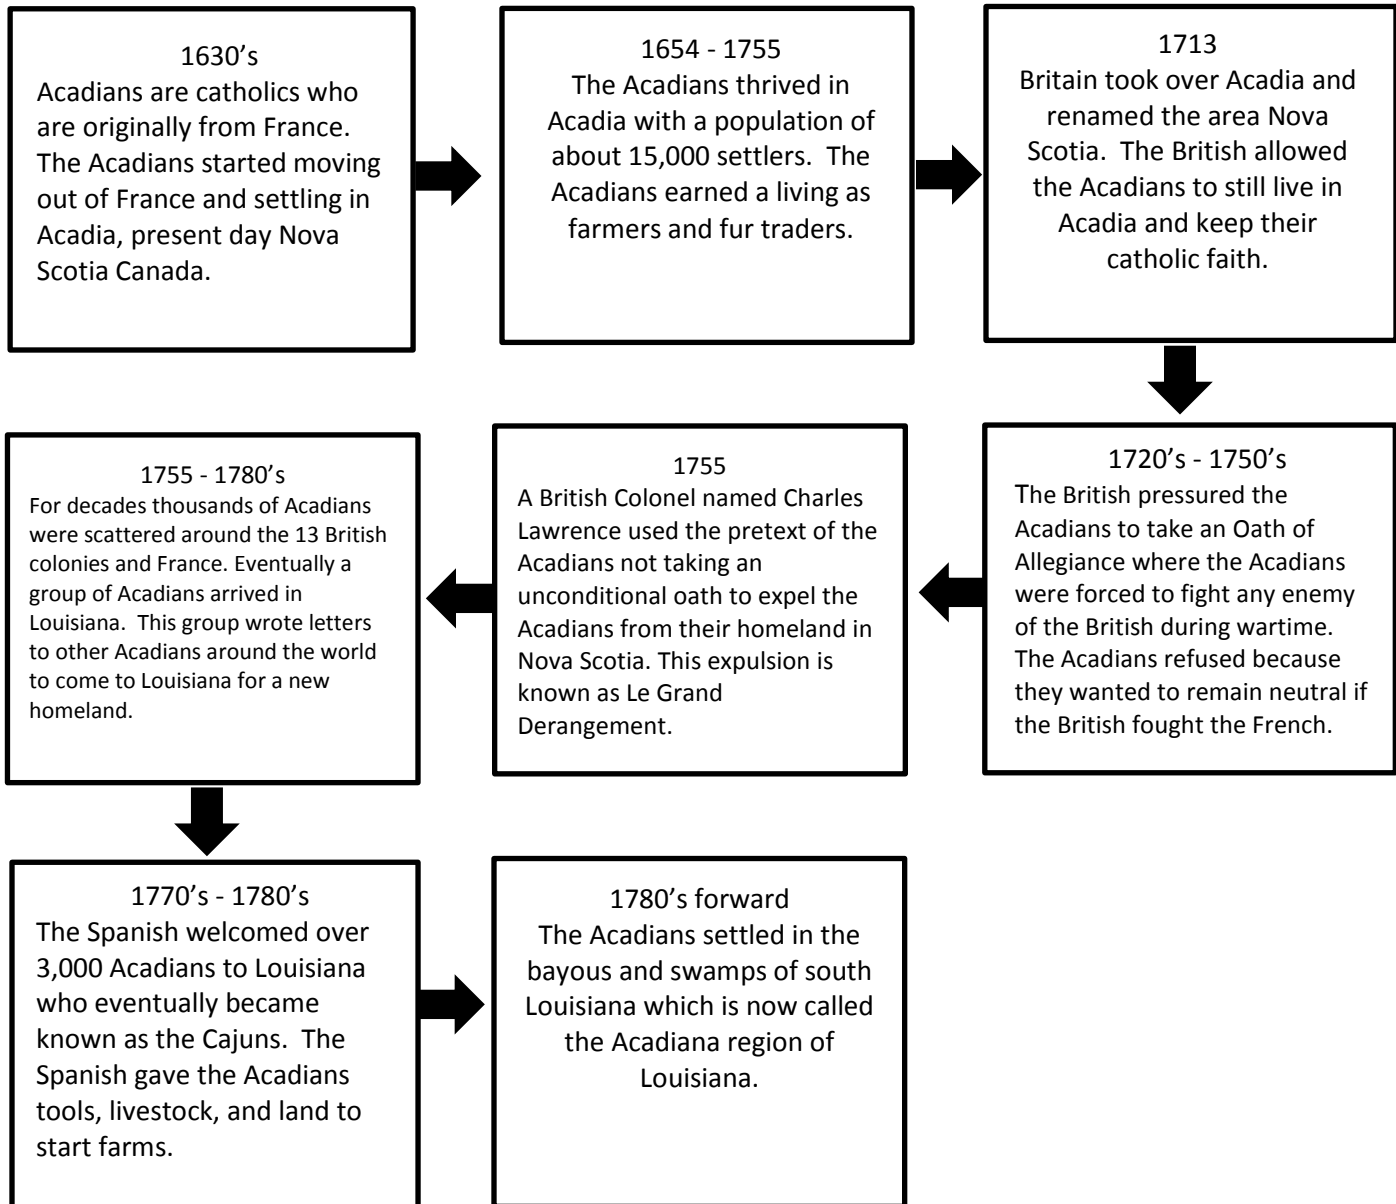 1630’s
Acadians are catholics who
are originally from France.
The Acadians started moving
out of France and settling in
Acadia, present day Nova
Scotia Canada.
1654 - 1755
The Acadians thrived in
Acadia with a population of
about 15,000 settlers.  The
Acadians earned a living as
farmers and fur traders.
1713
Britain took over Acadia and
renamed the area Nova
Scotia.  The British allowed
the Acadians to still live in
Acadia and keep their
catholic faith.
1720’s - 1750’s
The British pressured the
Acadians to take an Oath of
Allegiance where the Acadians
were forced to fight any enemy
of the British during wartime.
The Acadians refused because
they wanted to remain neutral if
the British fought the French.
1755
A British Colonel named Charles
Lawrence used the pretext of the
Acadians not taking an
unconditional oath to expel the
Acadians from their homeland in
Nova Scotia. This expulsion is
known as Le Grand
Derangement.
1755 - 1780’s
For decades thousands of Acadians
were scattered around the 13 British
colonies and France. Eventually a
group of Acadians arrived in
Louisiana.  This group wrote letters
to other Acadians around the world
to come to Louisiana for a new
homeland.
1770’s - 1780’s
The Spanish welcomed over
3,000 Acadians to Louisiana
who eventually became
known as the Cajuns.  The
Spanish gave the Acadians
tools, livestock, and land to
start farms.
1780’s forward
The Acadians settled in the
bayous and swamps of south
Louisiana which is now called
the Acadiana region of
Louisiana.